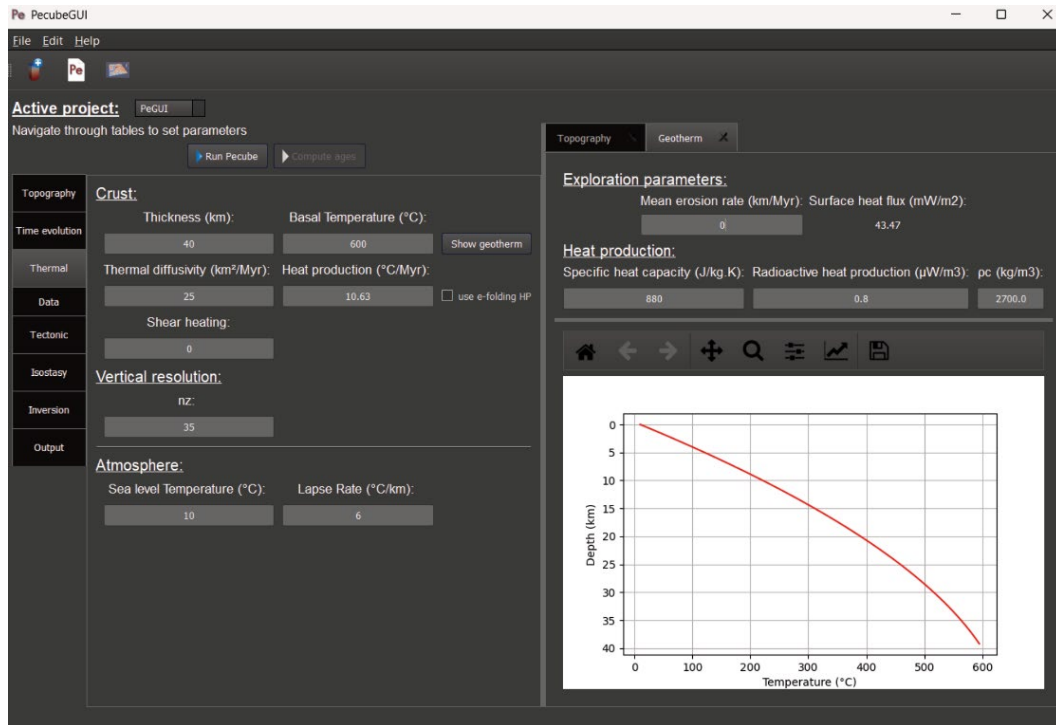 Pe PecubeGUI
File Edit Help
Pe
Active project: PeGUI
Navigate through tables to set parameters
Run Pecube Compute ages
Topography
Time evolution
Thermal
Data
Tectonic
Isostasy
Inversion
Output
Crust:
Thickness (km): Basal Temperature (°C):
40 600 Show geotherm
Thermal diffusivity (km²/Myr): Heat production (°C/Myr):
25 10.63 use e-folding HP
Shear heating:
0
Vertical resolution:
nz:
35
Atmosphere:
Sea level Temperature (°C): Lapse Rate (°C/km):
10 6
Topography Geotherm
Exploration parameters:
Mean erosion rate (km/Myr): Surface heat flux (mW/m2):
0 43.47
Heat production:
Specific heat capacity (J/kg.K): Radioactive heat production (μW/m3): ρc (kg/m3):
880 0.8 2700.0
0
5
10
15
20
25
30
35
40
Depth (km)
0 100 200 300 400 500 600
Temperature (°C)